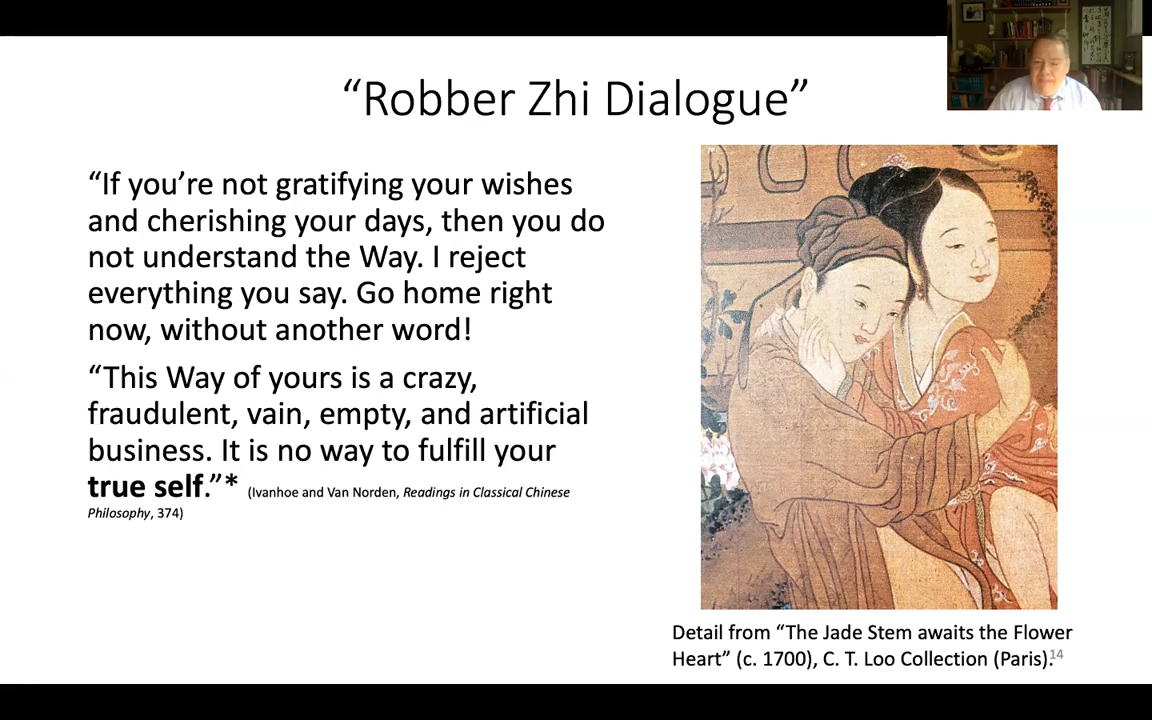 “Robber Zhi Dialogue”
“If you’re not gratifying your wishes
and cherishing your days, then you do
not understand the Way. I reject
everything you say. Go home right
now, without another word!
“This Way of yours is a crazy,
fraudulent, vain, empty, and artificial
business. It is no way to fulfill your
true self.”* (Ivanhoe and Van Norden, Readings in Classical Chinese
Philosophy, 374)
Detail from “The Jade Stem awaits the Flower
Heart” (c. 1700), C. T. Loo Collection (Paris).14